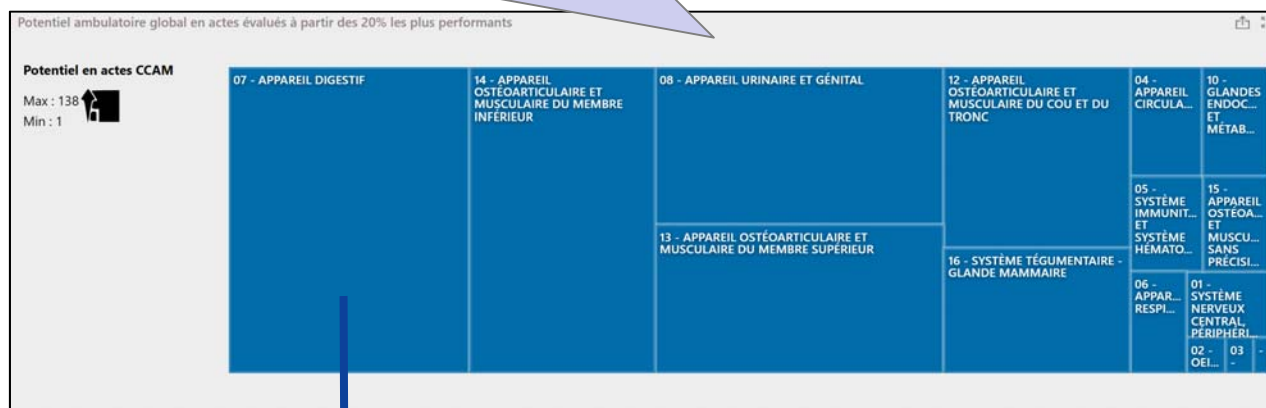 Potentiel ambulatoire global en actes évalués à partir des 20% les plus performants
Potentiel en actes CCAM
Max : 138
Min : 1
07 - APPAREIL DIGESTIF
14 - APPAREIL
OSTÉOARTICULAIRE ET
MUSCULAIRE DU MEMBRE
INFÉRIEUR
08 - APPAREIL URINAIRE ET GÉNITAL
13 - APPAREIL OSTÉOARTICULAIRE ET
MUSCULAIRE DU MEMBRE SUPÉRIEUR
12 - APPAREIL
OSTÉOARTICULAIRE ET
MUSCULAIRE DU COU ET DU
TRONC
16 - SYSTÈME TÉGUMENTAIRE -
GLANDE MAMMAIRE
04 -
APPAREIL
CIRCULA...
10 -
GLANDES
ENDOC...
ET
MÉTAB...
05 -
SYSTÈME
IMMUNIT...
ET
SYSTÈME
HÉMATO...
15 -
APPAREIL
OSTÉOA...
ET
MUSCU...
SANS
PRÉCISI...
06 -
APPAR...
RESPI...
01 -
SYSTÈME
NERVEUX
CENTRAL,
PÉRIPHÉRI...
02 -
OEI...
03
-
-